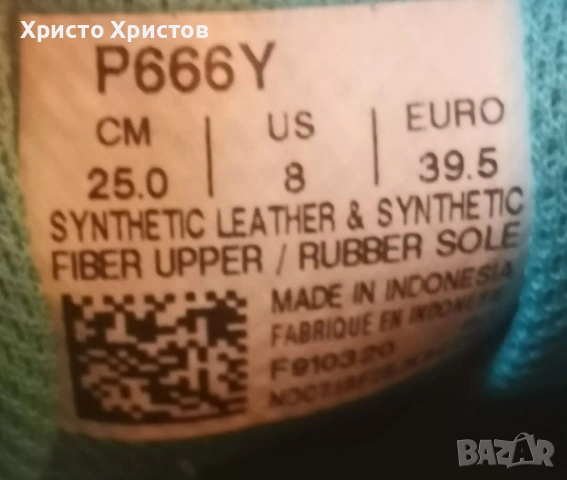 Христо Христов
P666Y
CM | US | EURO
25.0 | 8 | 39.5
SYNTHETIC LEATHER & SYNTHETIC
FIBER UPPER / RUBBER SOLE
MADE IN INDONESIA
FABRIQUE EN INDONESIE
F910320
BAZAR